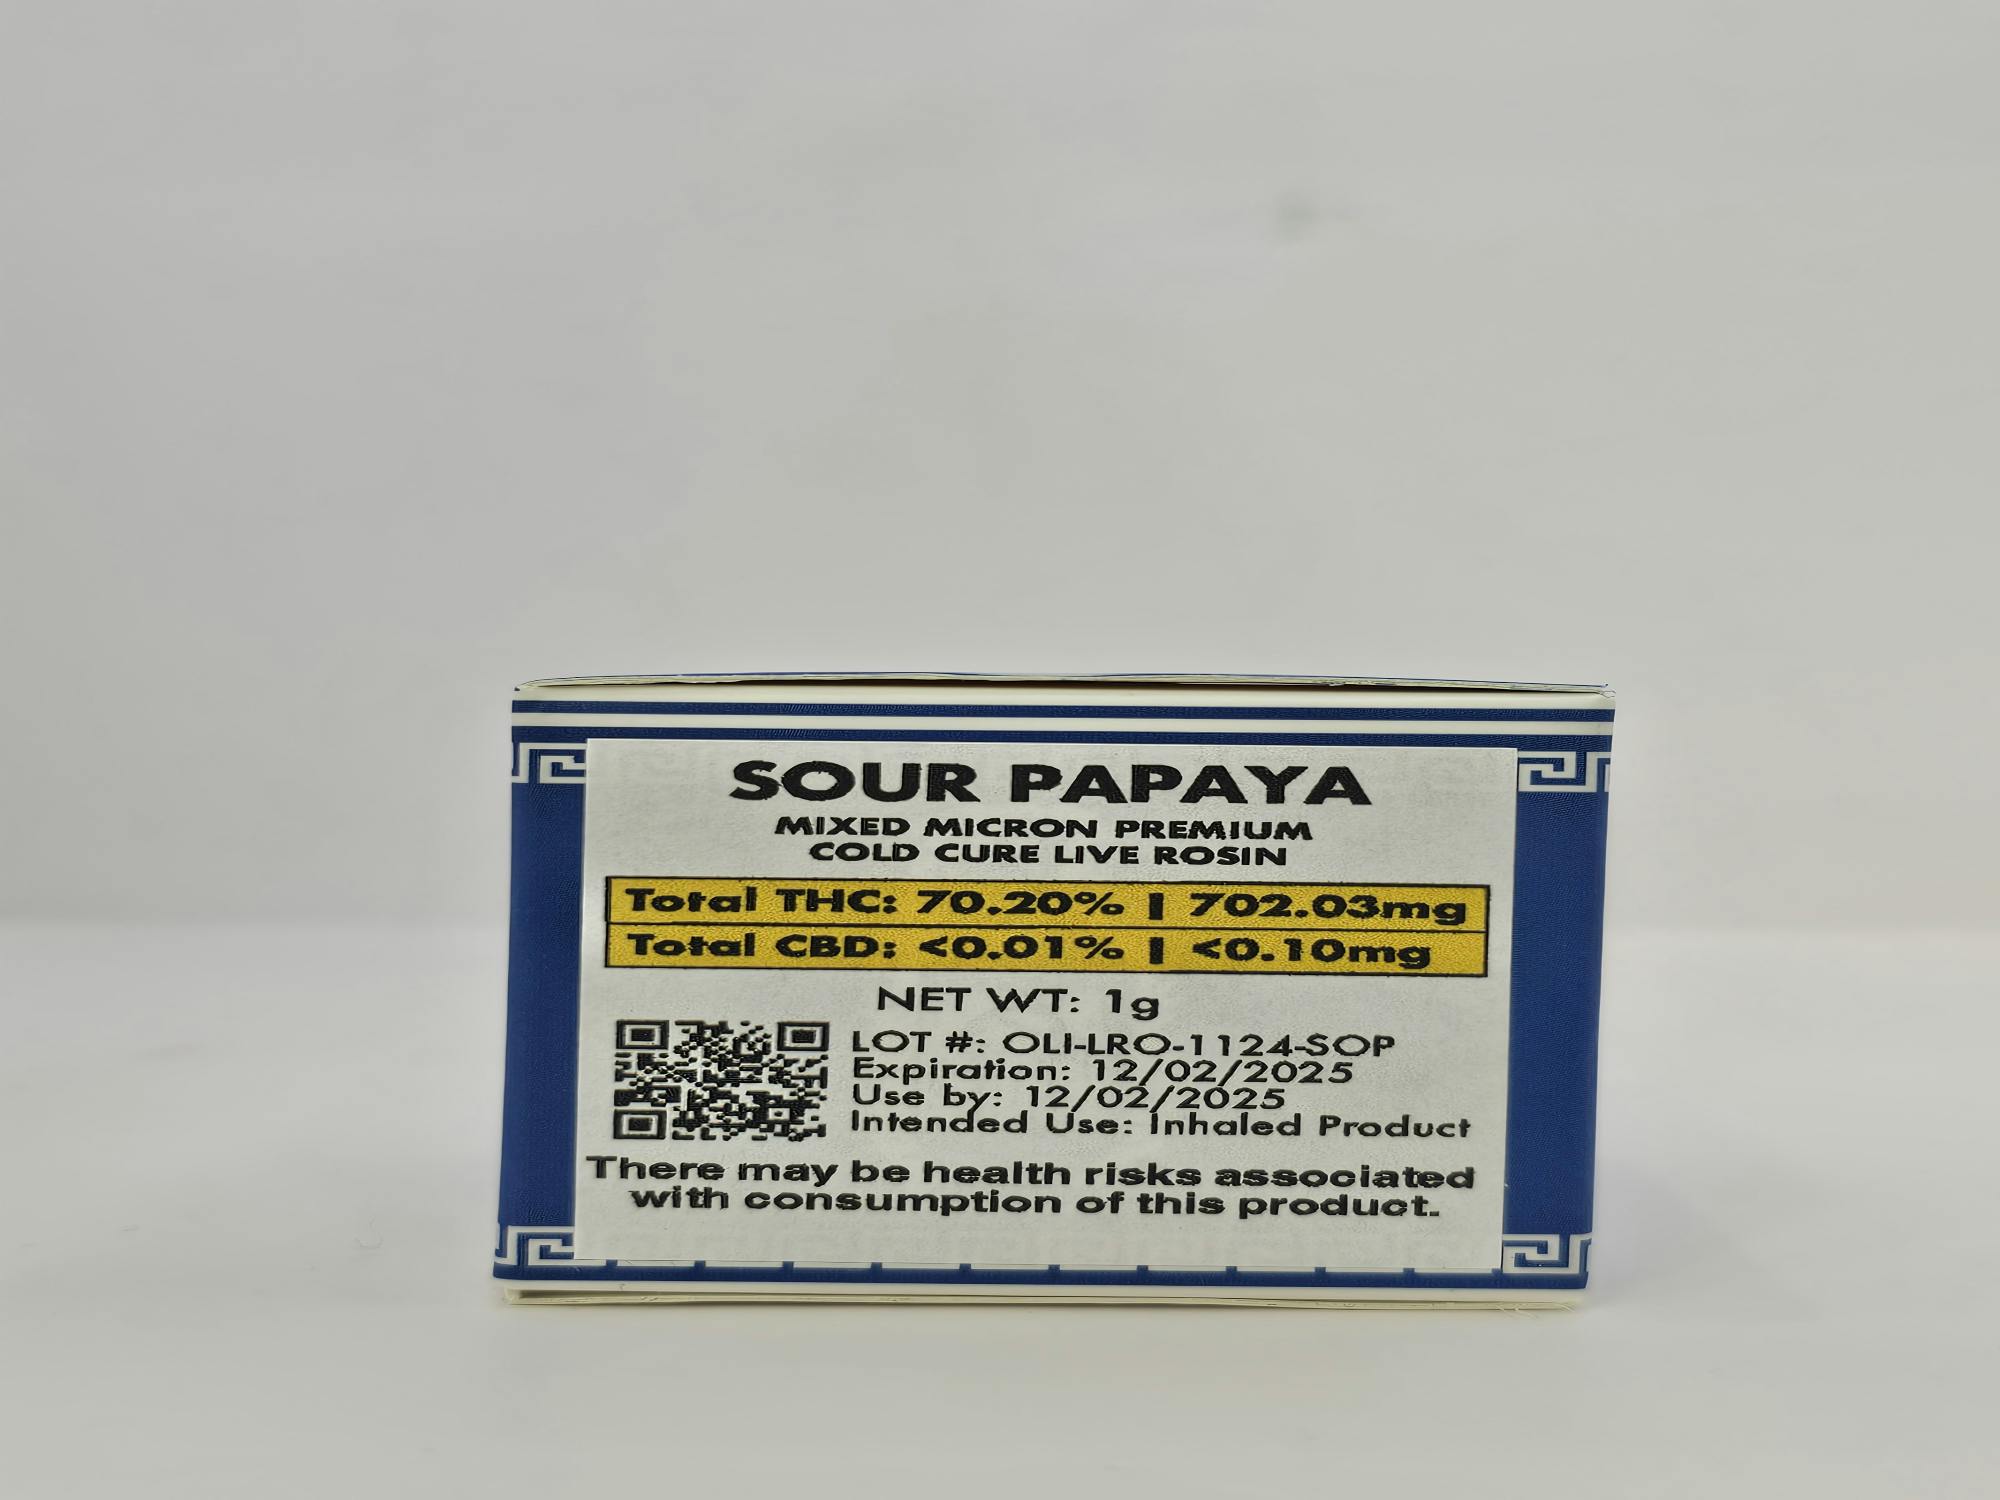 SOUR PAPAYA
MIXED MICRON PREMIUM
COLD CURE LIVE ROSIN
Total THC: 70.20% | 702.03mg
Total CBD: <0.01% | <0.10mg
NET WT: 1g
LOT #: OLI-LRO-1124-SOP
Expiration: 12/02/2025
Use by: 12/02/2025
Intended Use: Inhaled Product
There may be health risks associated
with consumption of this product.